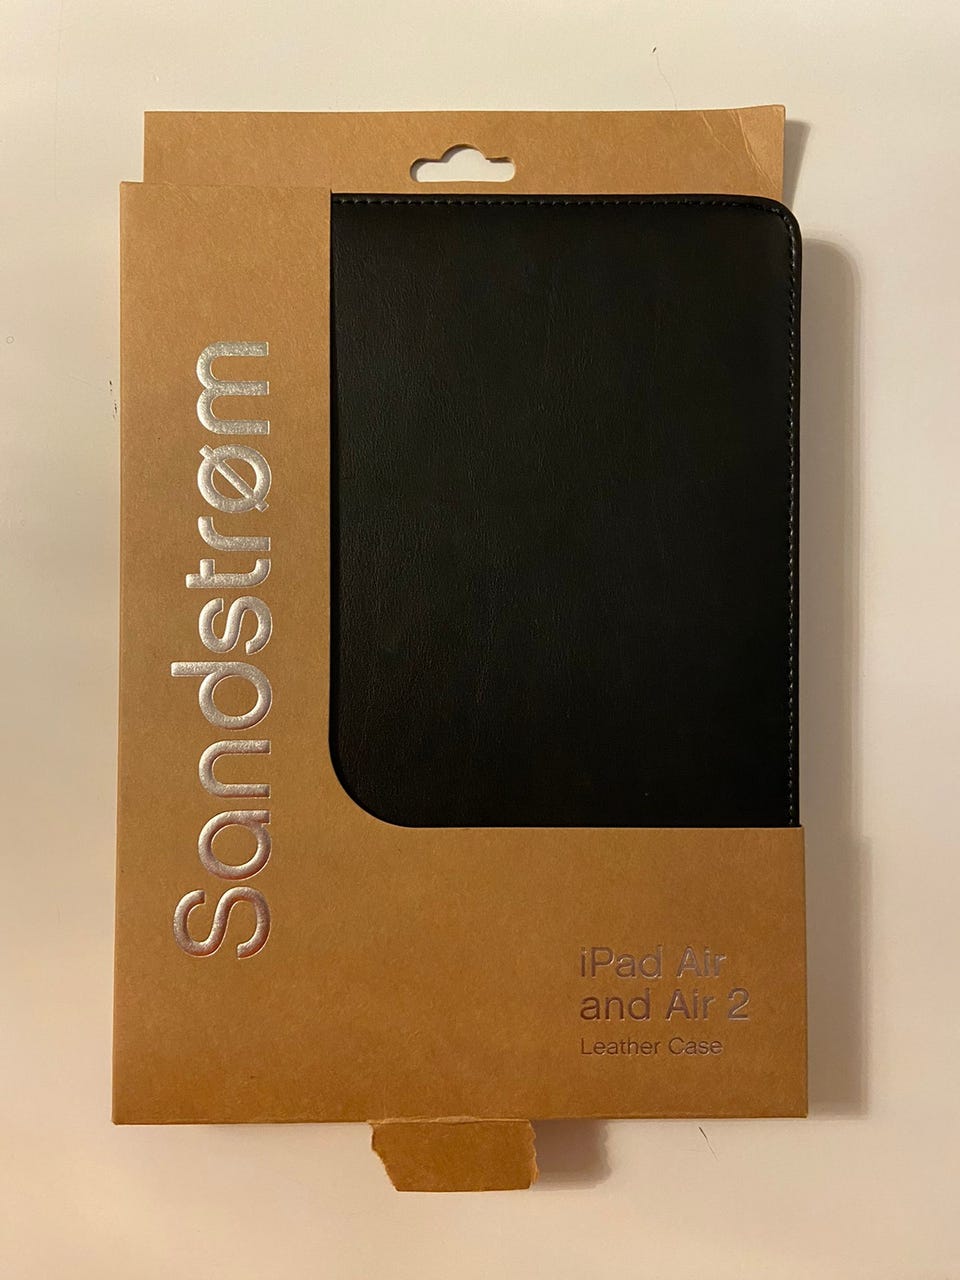 Sandstrøm
iPad Air
and Air 2
Leather Case